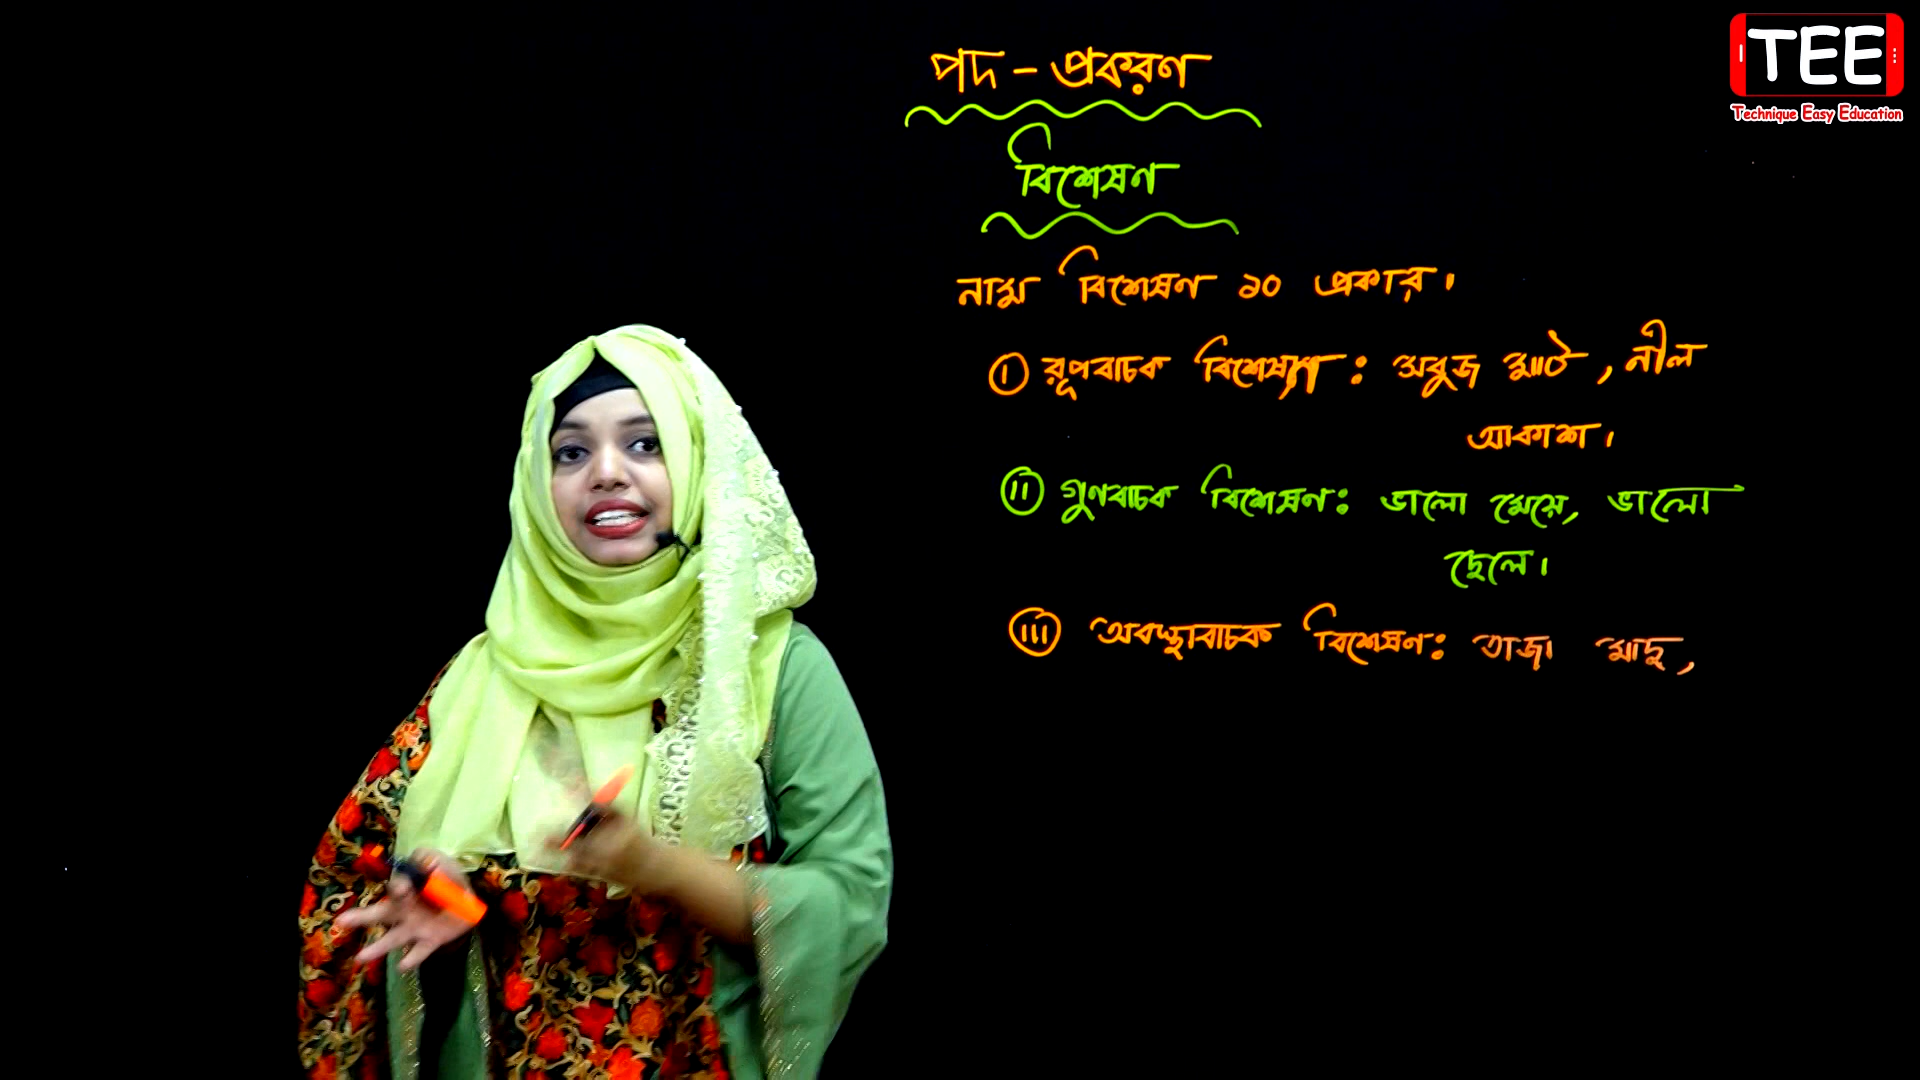 TEE
Technique Easy Education
পদ - প্রকরণ
বিশেষণ
নাম বিশেষণ ১০ প্রকার।
(i) রূপবাচক বিশেষণ : সবুজ মাঠ, নীল
আকাশ।
(ii) গুণবাচক বিশেষণ: ভালো মেয়ে, ভালো
ছেলে।
(iii) অবস্থাবাচক বিশেষণ: তাজা মাছ,